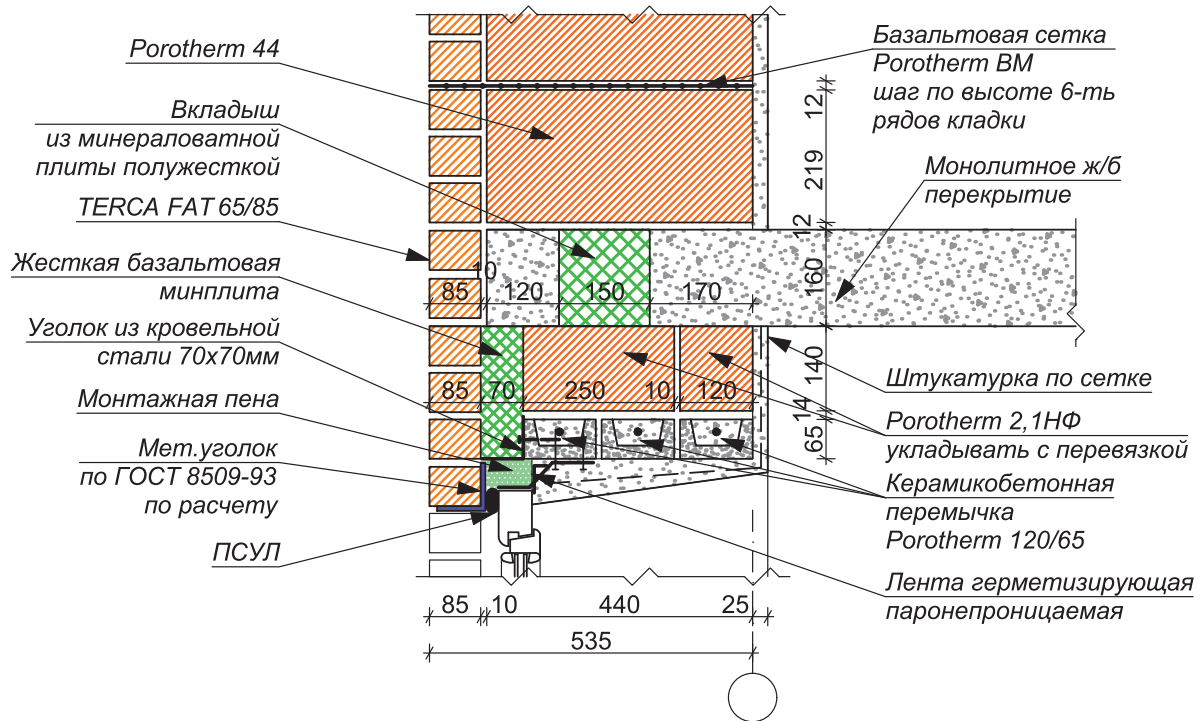 Porotherm 44
Вкладыш
из минераловатной
плиты полужесткой
TERCA FAT 65/85
Жесткая базальтовая
минплита
Уголок из кровельной
стали 70х70мм
Монтажная пена
Мет.уголок
по ГОСТ 8509-93
по расчету
ПСУЛ
Базальтовая сетка
Porotherm BM
шаг по высоте 6-ть
рядов кладки
Монолитное ж/б
перекрытие
Штукатурка по сетке
Porotherm 2,1НФ
укладывать с перевязкой
Керамикобетонная
перемычка
Porotherm 120/65
Лента герметизирующая
паронепроницаемая
12
219
12
160
140
14
65
10
85 120 150 170
85 70 250 10 120
85 10 440 25
535